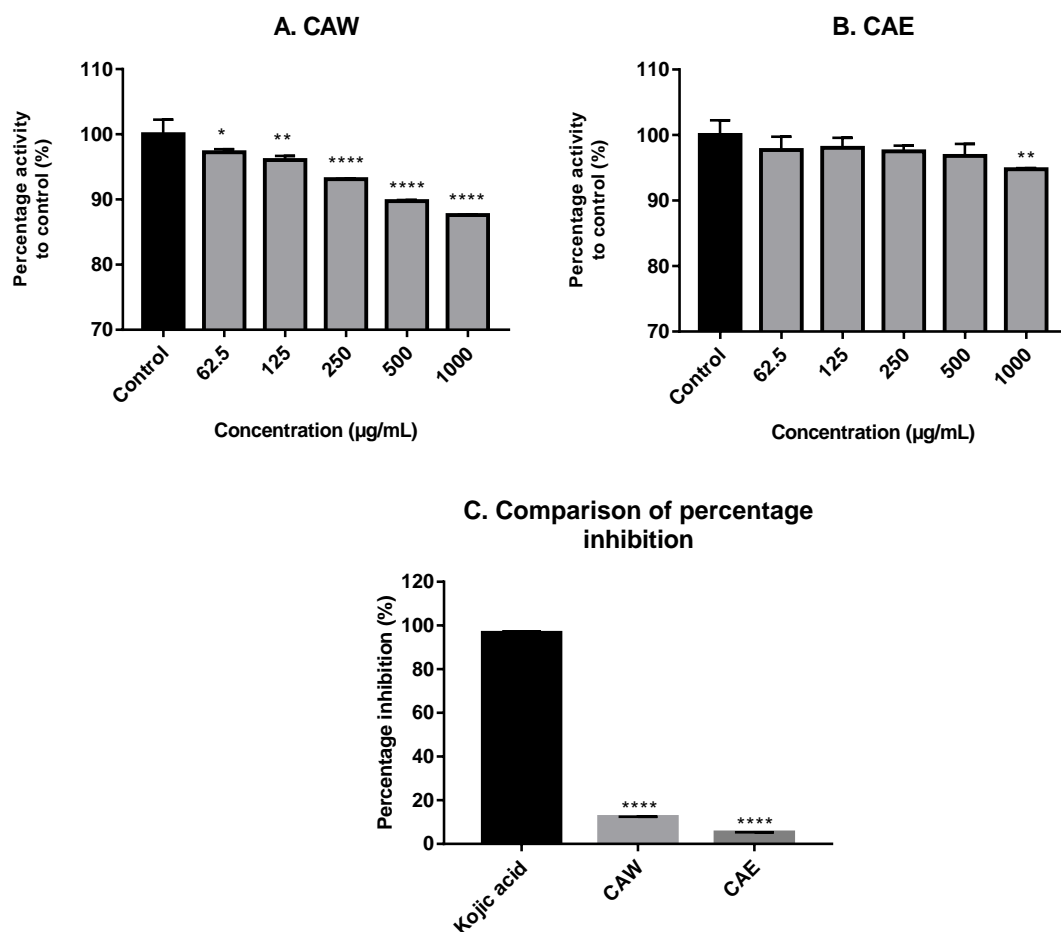 A. CAW
Percentage activity
to control (%)
110
100
90
80
70
*
**
****
****
****
Control
62.5
125
250
500
1000
Concentration (µg/mL)
B. CAE
Percentage activity
to control (%)
110
100
90
80
70
**
Control
62.5
125
250
500
1000
Concentration (µg/mL)
C. Comparison of percentage
inhibition
Percentage inhibition (%)
120
100
80
60
40
20
0
****
****
Kojic acid
CAW
CAE